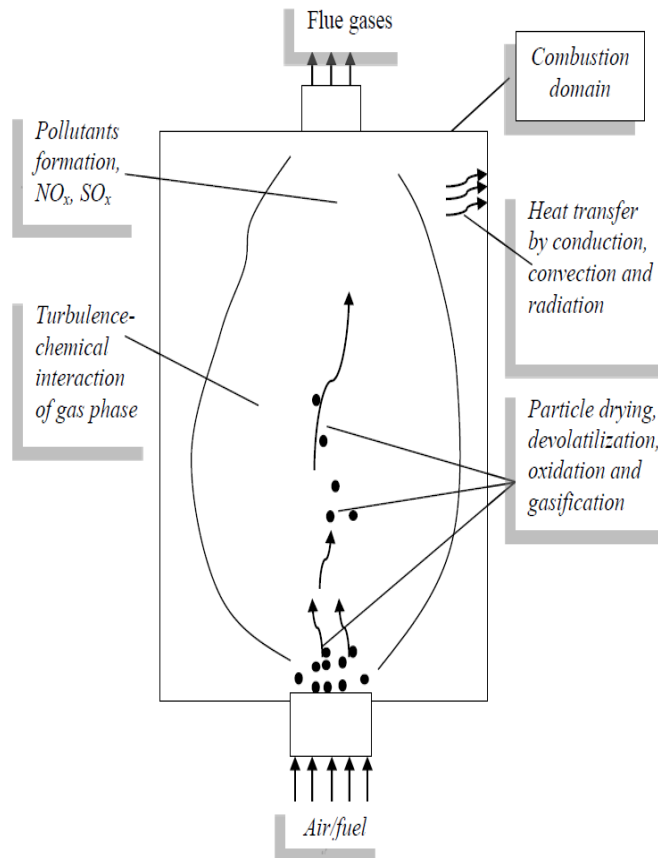 Flue gases
Combustion
domain
Pollutants
formation,
NOx, SOx
Heat transfer
by conduction,
convection and
radiation
Turbulence-
chemical
interaction
of gas phase
Particle drying,
devolatilization,
oxidation and
gasification
Air/fuel